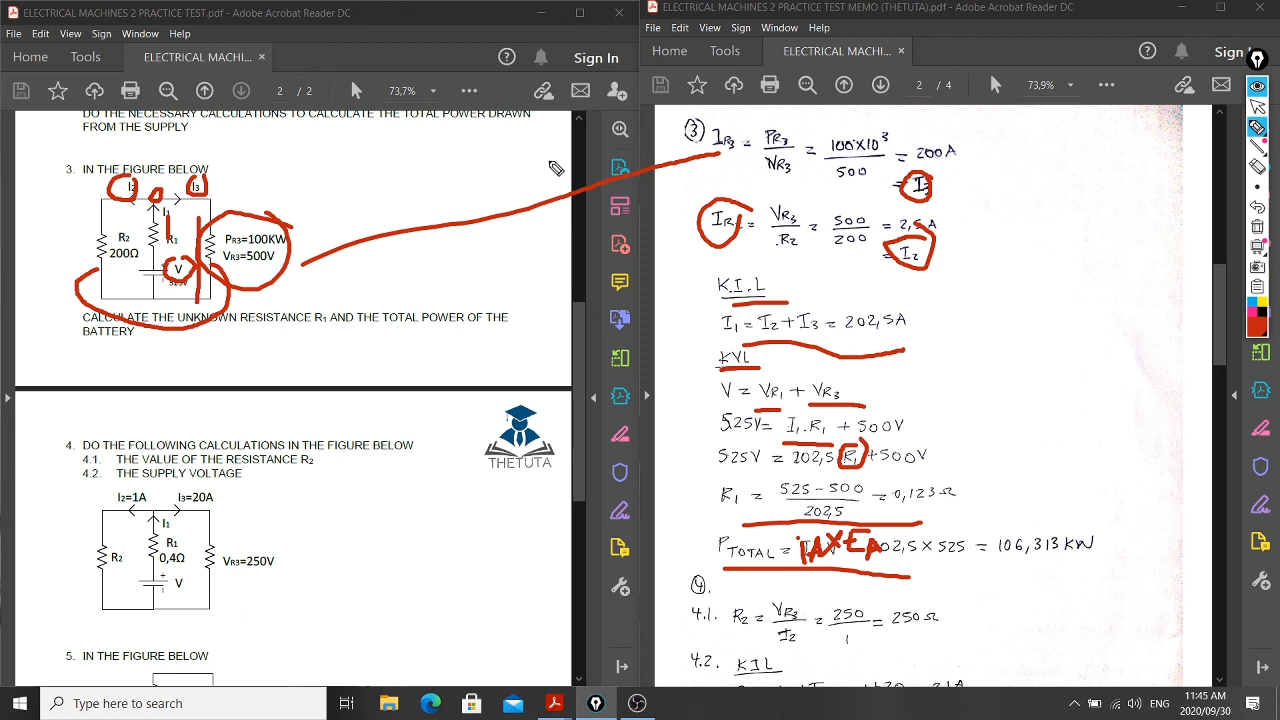 ELECTRICAL MACHINES 2 PRACTICE TEST.pdf - Adobe Acrobat Reader DC
File Edit View Sign Window Help
Home Tools ELECTRICAL MACHI... × Sign In
2 / 2 73,7%
DO THE NECESSARY CALCULATIONS TO CALCULATE THE TOTAL POWER DRAWN
FROM THE SUPPLY
3. IN THE FIGURE BELOW
I2 I3
I1
R2 R1 PR3=100KW
200Ω VR3=500V
V
525V
CALCULATE THE UNKNOWN RESISTANCE R1 AND THE TOTAL POWER OF THE
BATTERY
THETUTA
4. DO THE FOLLOWING CALCULATIONS IN THE FIGURE BELOW
4.1. THE VALUE OF THE RESISTANCE R2
4.2. THE SUPPLY VOLTAGE
I2=1A I3=20A
I1
R1
R2 0,4Ω VR3=250V
V
5. IN THE FIGURE BELOW
ELECTRICAL MACHINES 2 PRACTICE TEST MEMO (THETUTA).pdf - Adobe Acrobat Reader DC
File Edit View Sign Window Help
Home Tools ELECTRICAL MACHI... × Sign
2 / 4 73,9%
3 IR3 = PR3/VR3 = 100×10³/500 = 200A
= I
= VR3/R2 = 500/200 = 2,5A
= I2
K.I.L
I1 = I2 + I3 = 202,5A
KVL
V = VR1 + VR3
525V = I1.R1 + 500V
525V = 202,5 R1 + 500V
R1 = 525 - 500/202,5 = 0,123Ω
PTOTAL = 02,5 × 525 = 106,313 kW
4.
4.1. R2 = VR3/I2 = 250/1 = 250Ω
4.2. KIL
Type here to search
11:45 AM
2020/09/30